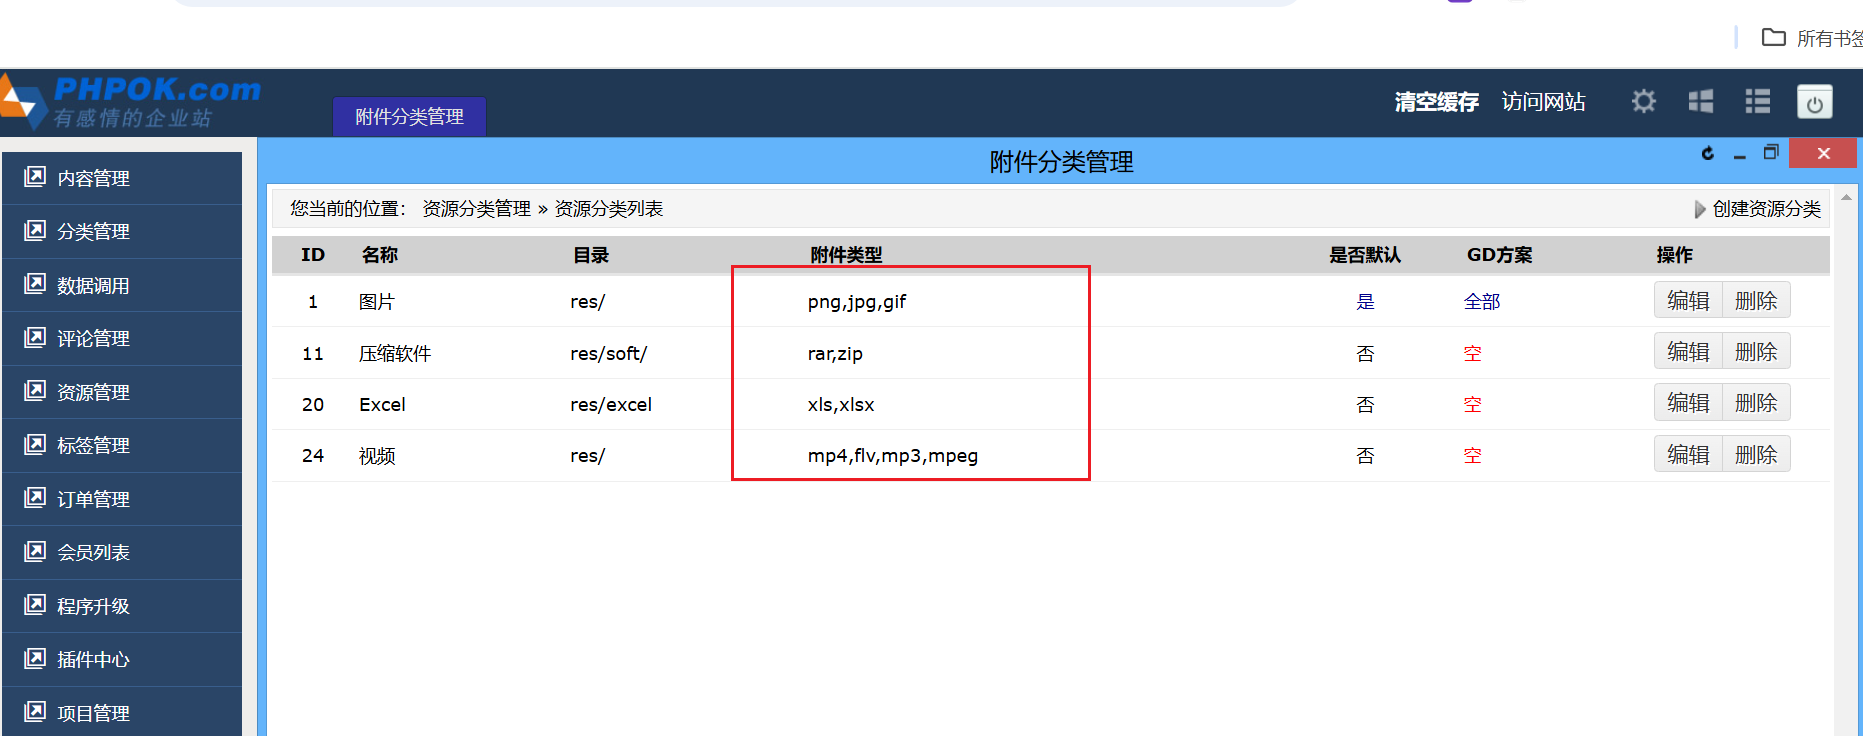 所有书签
PHPOK.com
有感情的企业站
附件分类管理
清空缓存 访问网站
附件分类管理
内容管理
分类管理
数据调用
评论管理
资源管理
标签管理
订单管理
会员列表
程序升级
插件中心
项目管理
您当前的位置： 资源分类管理 » 资源分类列表
创建资源分类
ID 名称 目录 附件类型 是否默认 GD方案 操作
1 图片 res/ png,jpg,gif 是 全部 编辑 删除
11 压缩软件 res/soft/ rar,zip 否 空 编辑 删除
20 Excel res/excel xls,xlsx 否 空 编辑 删除
24 视频 res/ mp4,flv,mp3,mpeg 否 空 编辑 删除